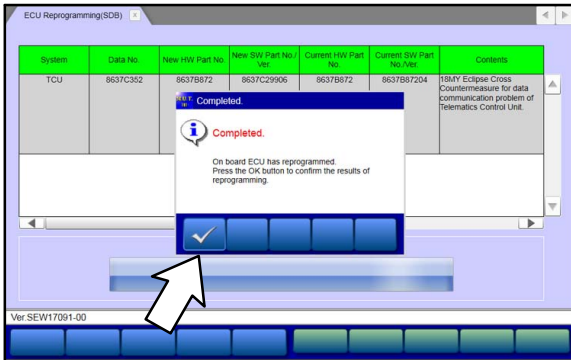 ECU Reprogramming(SDB)
System
Data No.
New HW Part No.
New SW Part No./
Ver.
Current HW Part
No.
Current SW Part
No./Ver.
Contents
TCU
8637C352
8637B872
8637C29906
8637B872
8637B87204
18MY Eclipse Cross
Countermeasure for data
communication problem of
Telematics Control Unit.
Completed.
Completed.
On board ECU has reprogrammed.
Press the OK button to confirm the results of
reprogramming.
Ver.SEW17091-00